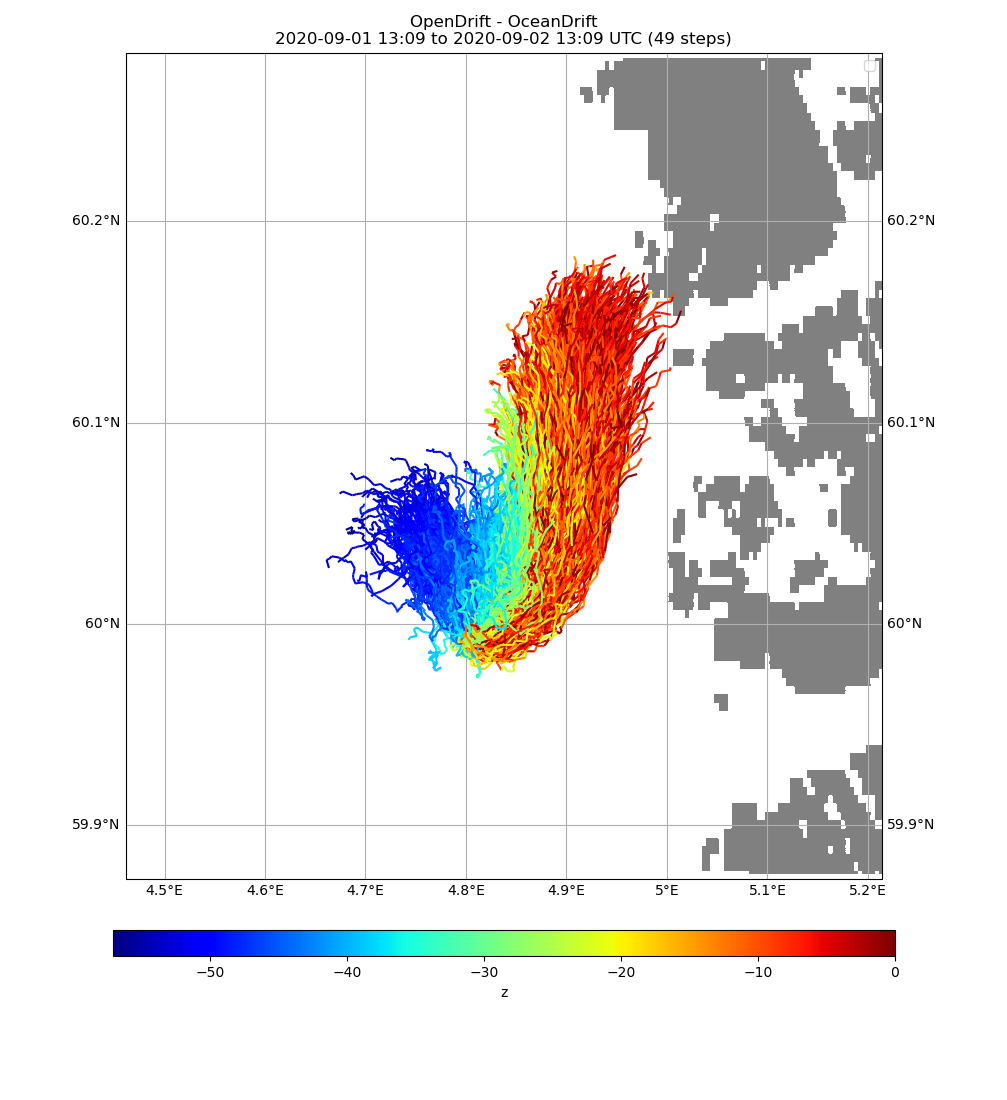 OpenDrift - OceanDrift
2020-09-01 13:09 to 2020-09-02 13:09 UTC (49 steps)
60.2°N 60.2°N
60.1°N 60.1°N
60°N 60°N
59.9°N 59.9°N
4.5°E 4.6°E 4.7°E 4.8°E 4.9°E 5°E 5.1°E 5.2°E
−50 −40 −30 −20 −10 0
z